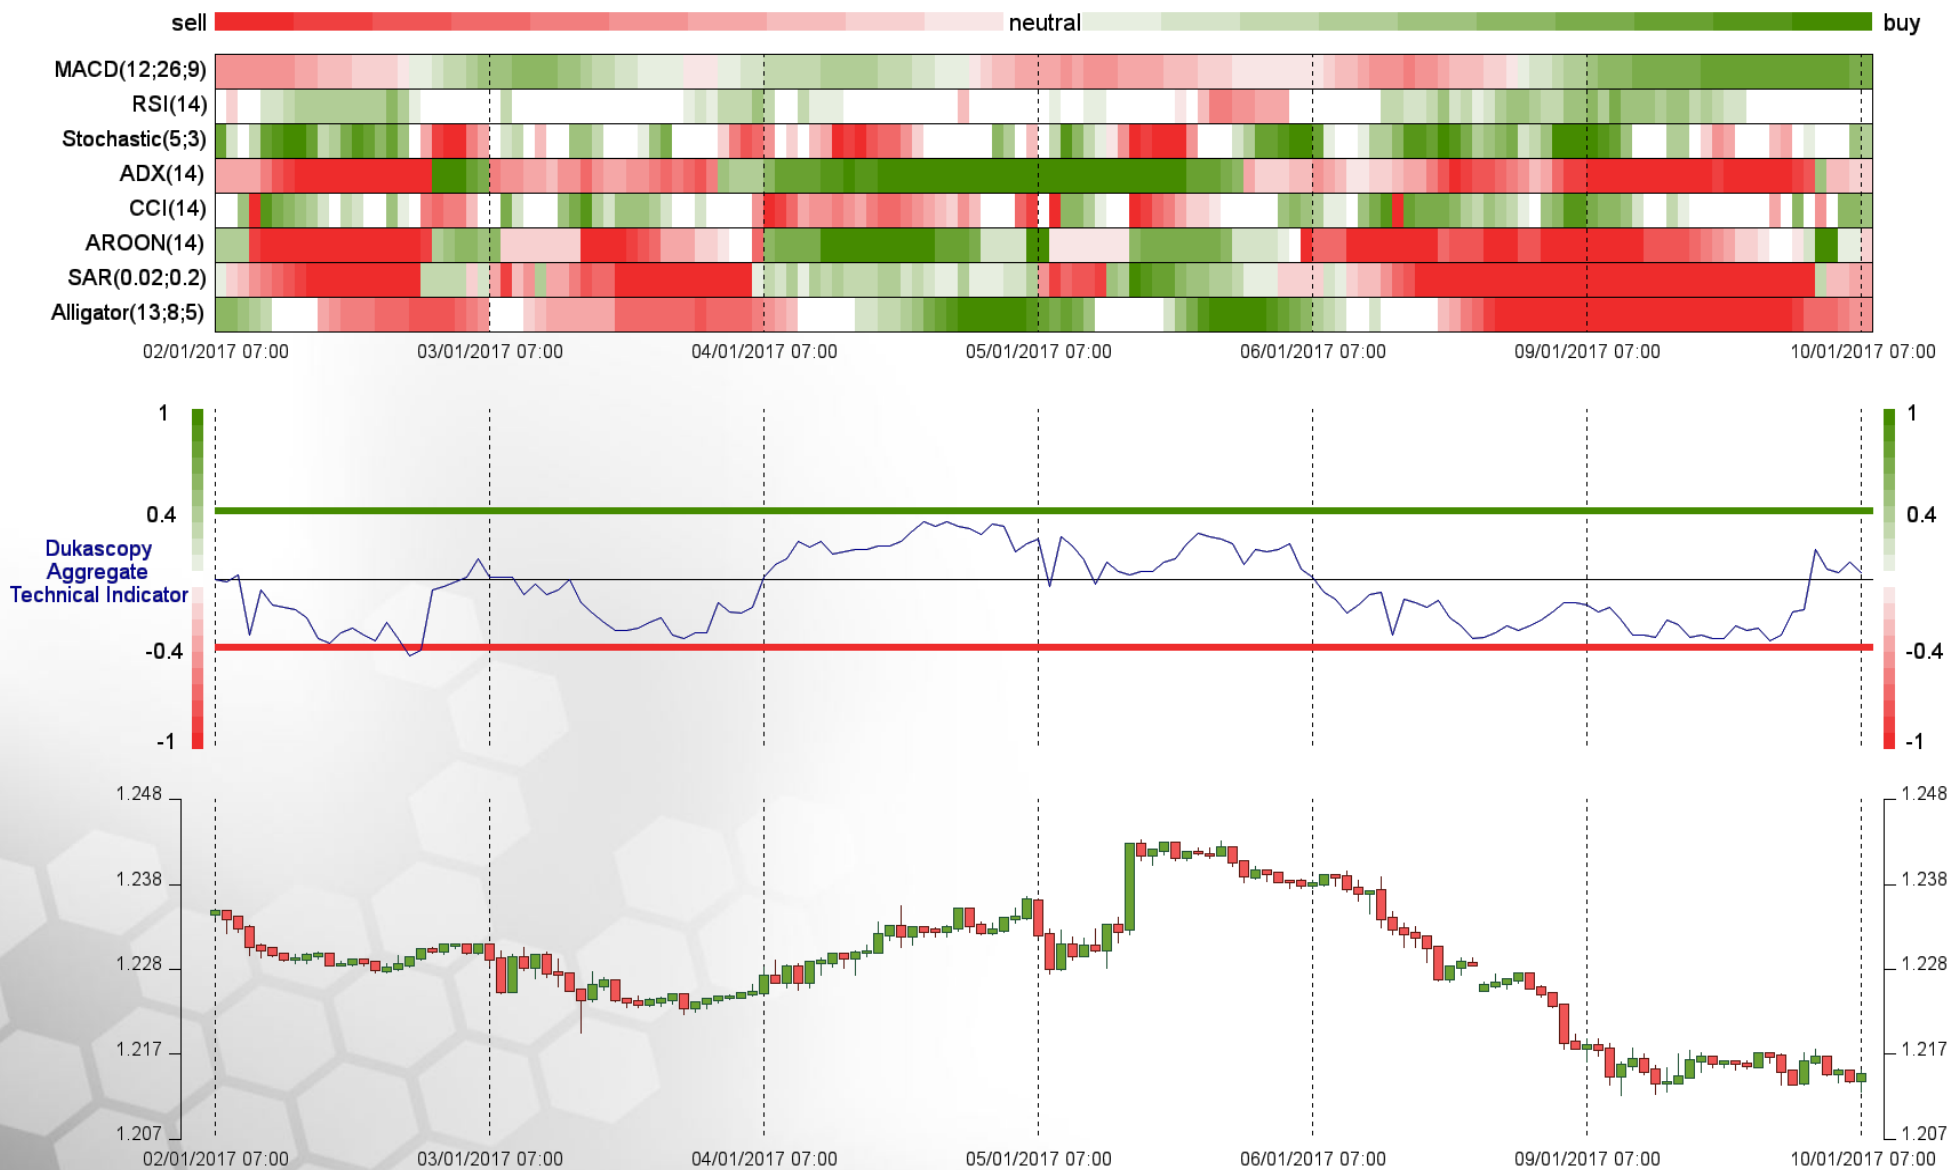 sell neutral buy
MACD(12;26;9)
RSI(14)
Stochastic(5;3)
ADX(14)
CCI(14)
AROON(14)
SAR(0.02;0.2)
Alligator(13;8;5)
02/01/2017 07:00 03/01/2017 07:00 04/01/2017 07:00 05/01/2017 07:00 06/01/2017 07:00 09/01/2017 07:00 10/01/2017 07:00
1 1
0.4 0.4
Dukascopy
Aggregate
Technical Indicator
-0.4 -0.4
-1 -1
1.248 1.248
1.238 1.238
1.228 1.228
1.217 1.217
1.207 1.207
02/01/2017 07:00 03/01/2017 07:00 04/01/2017 07:00 05/01/2017 07:00 06/01/2017 07:00 09/01/2017 07:00 10/01/2017 07:00